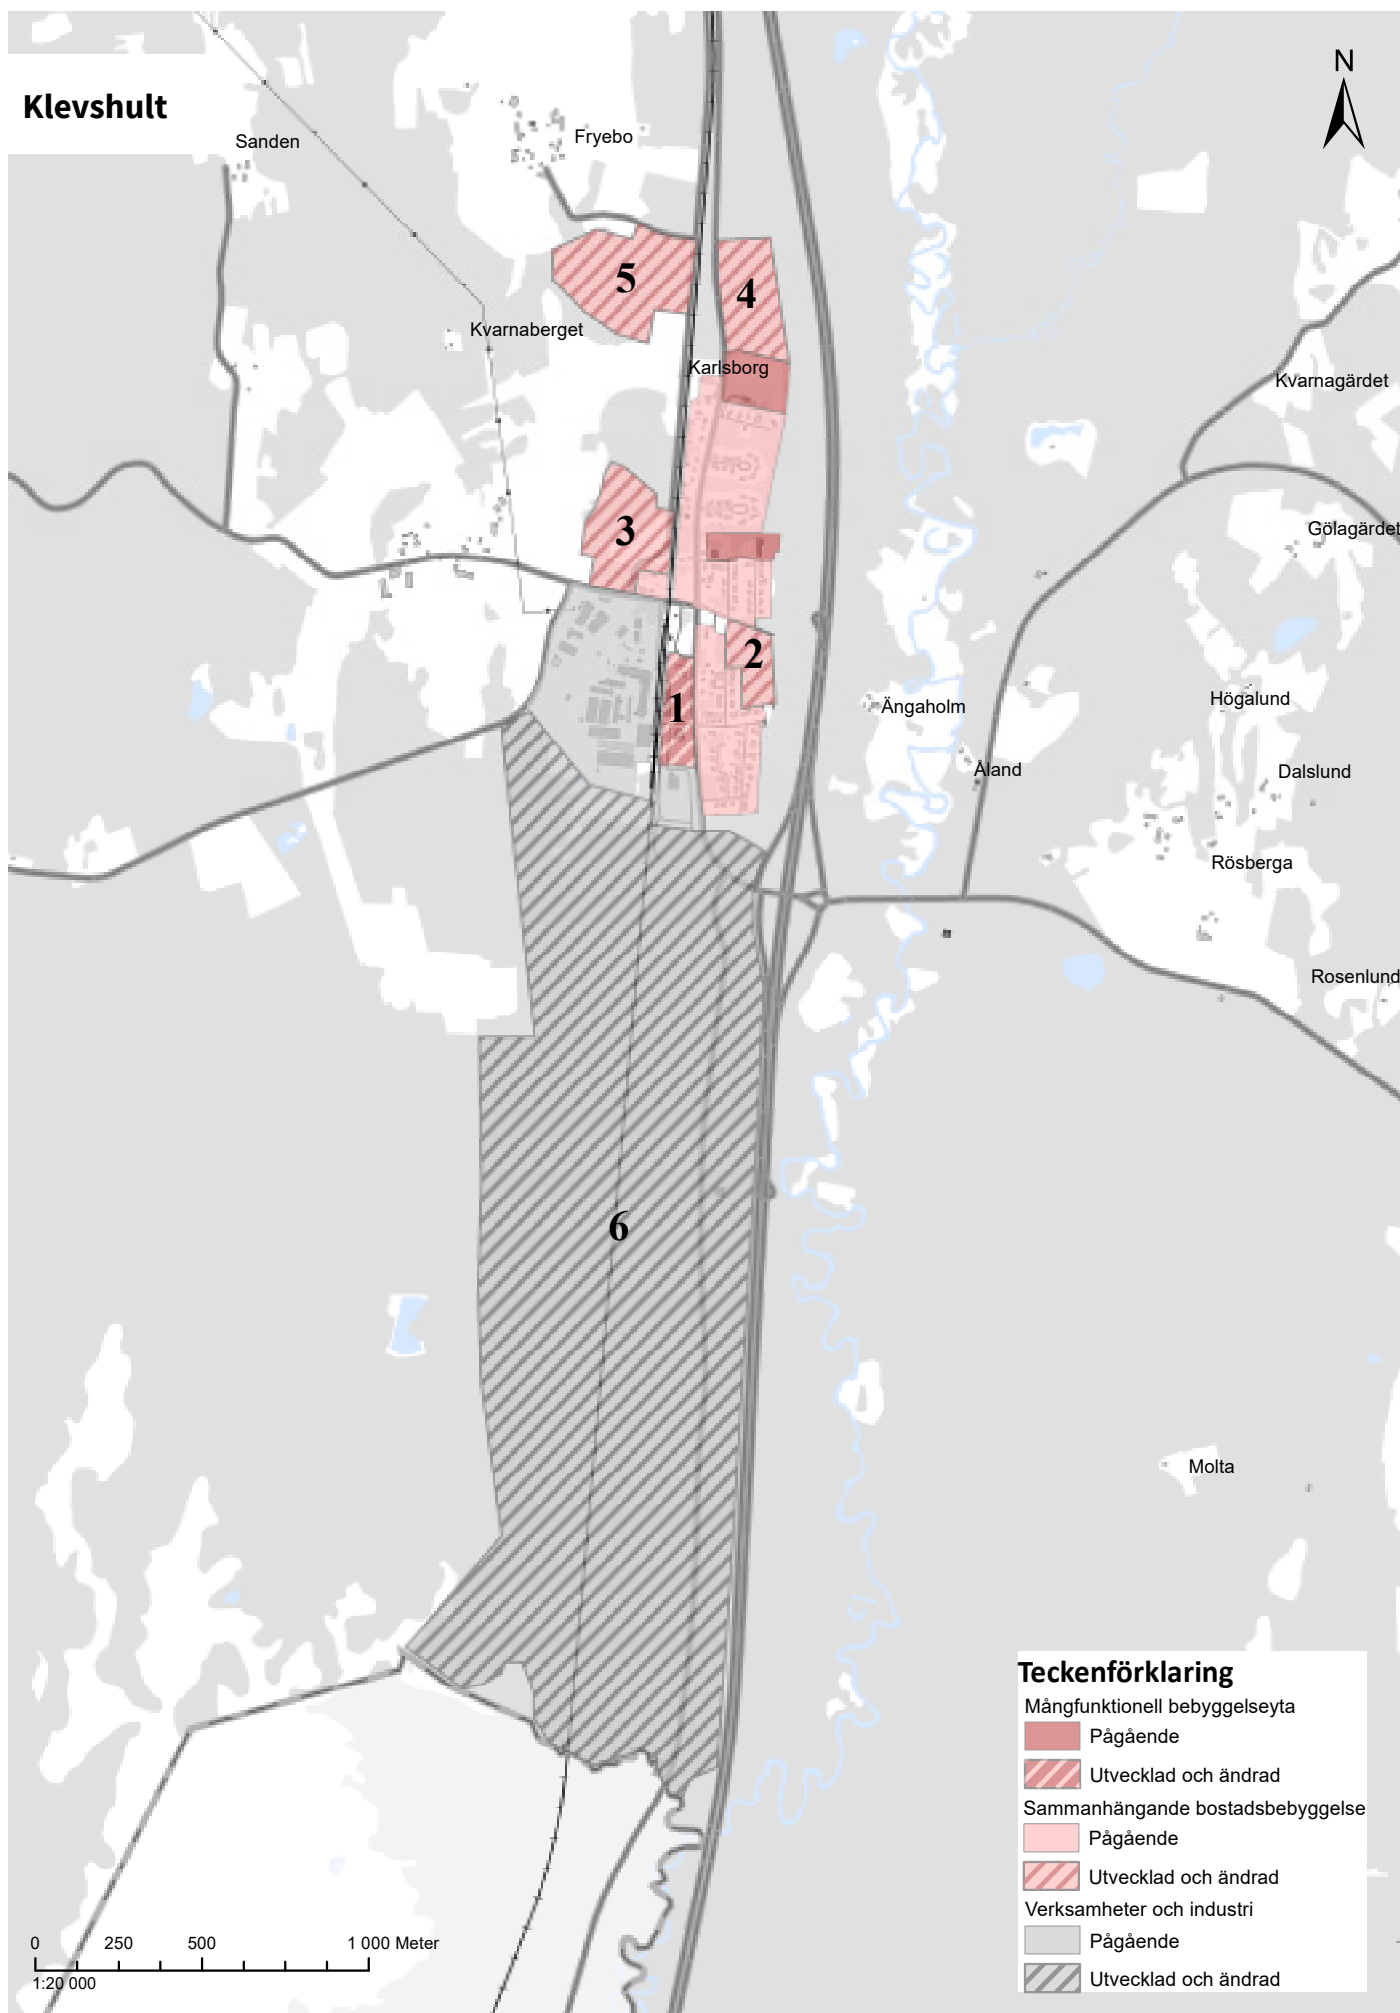 N
Klevshult
Sanden
Fryebo
5
4
Kvarnaberget
Karlsborg
Kvarnagärdet
3
Gölagärdet
2
1
Ängaholm
Högalund
Åland
Dalslund
Rösberga
Rosenlund
6
Molta
Teckenförklaring
Mångfunktionell bebyggelseyta
Pågående
Utvecklad och ändrad
Sammanhängande bostadsbebyggelse
Pågående
Utvecklad och ändrad
Verksamheter och industri
Pågående
Utvecklad och ändrad
0 250 500 1 000 Meter
1:20 000